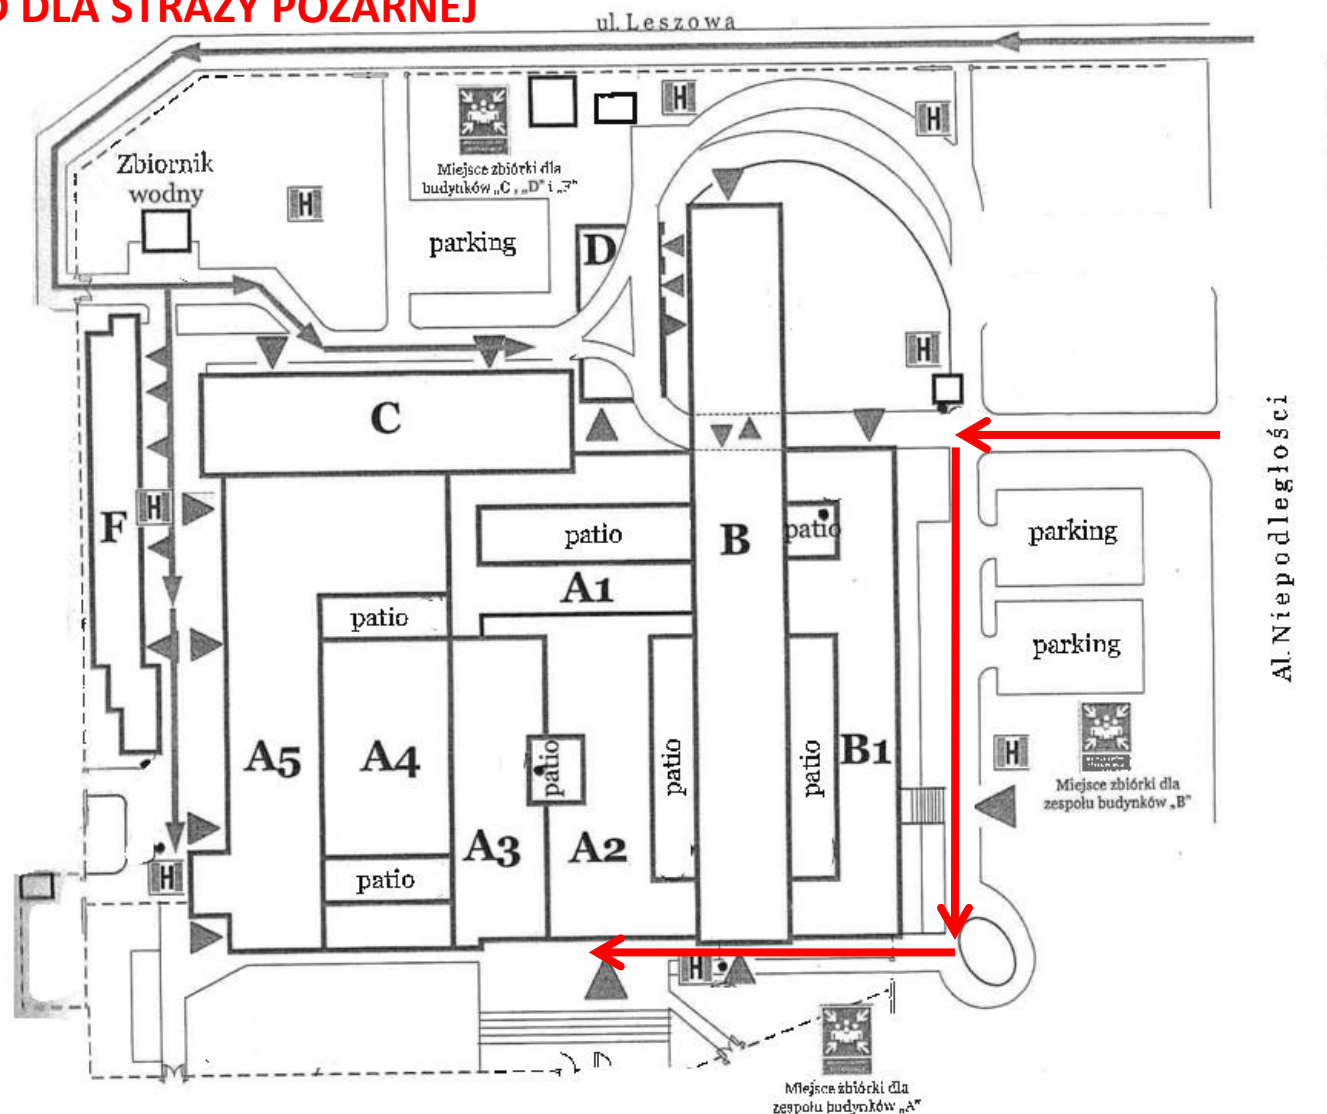 DLA STRAŻY POŻARNEJ
ul. Leszowa
H
H
Zbiornik
wodny
Miejsce zbiórki dla
budynków „C, „D" i „F"
H
parking
D
H
C
Al. Niepodległości
H
F
patio
B
patio
parking
A1
patio
parking
A5
A4
patio
patio
patio
B1
H
Miejsce zbiórki dla
zespołu budynków „B"
A3
A2
patio
H
H
Miejsce zbiórki dla
zespołu budynków „A"